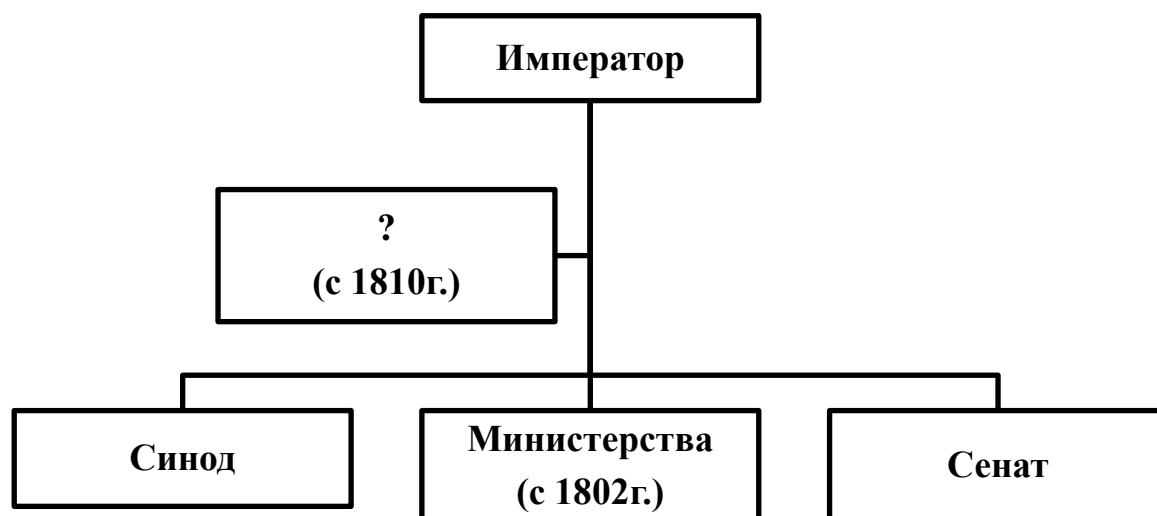 Император
?
(с 1810г.)
Синод
Министерства
(с 1802г.)
Сенат